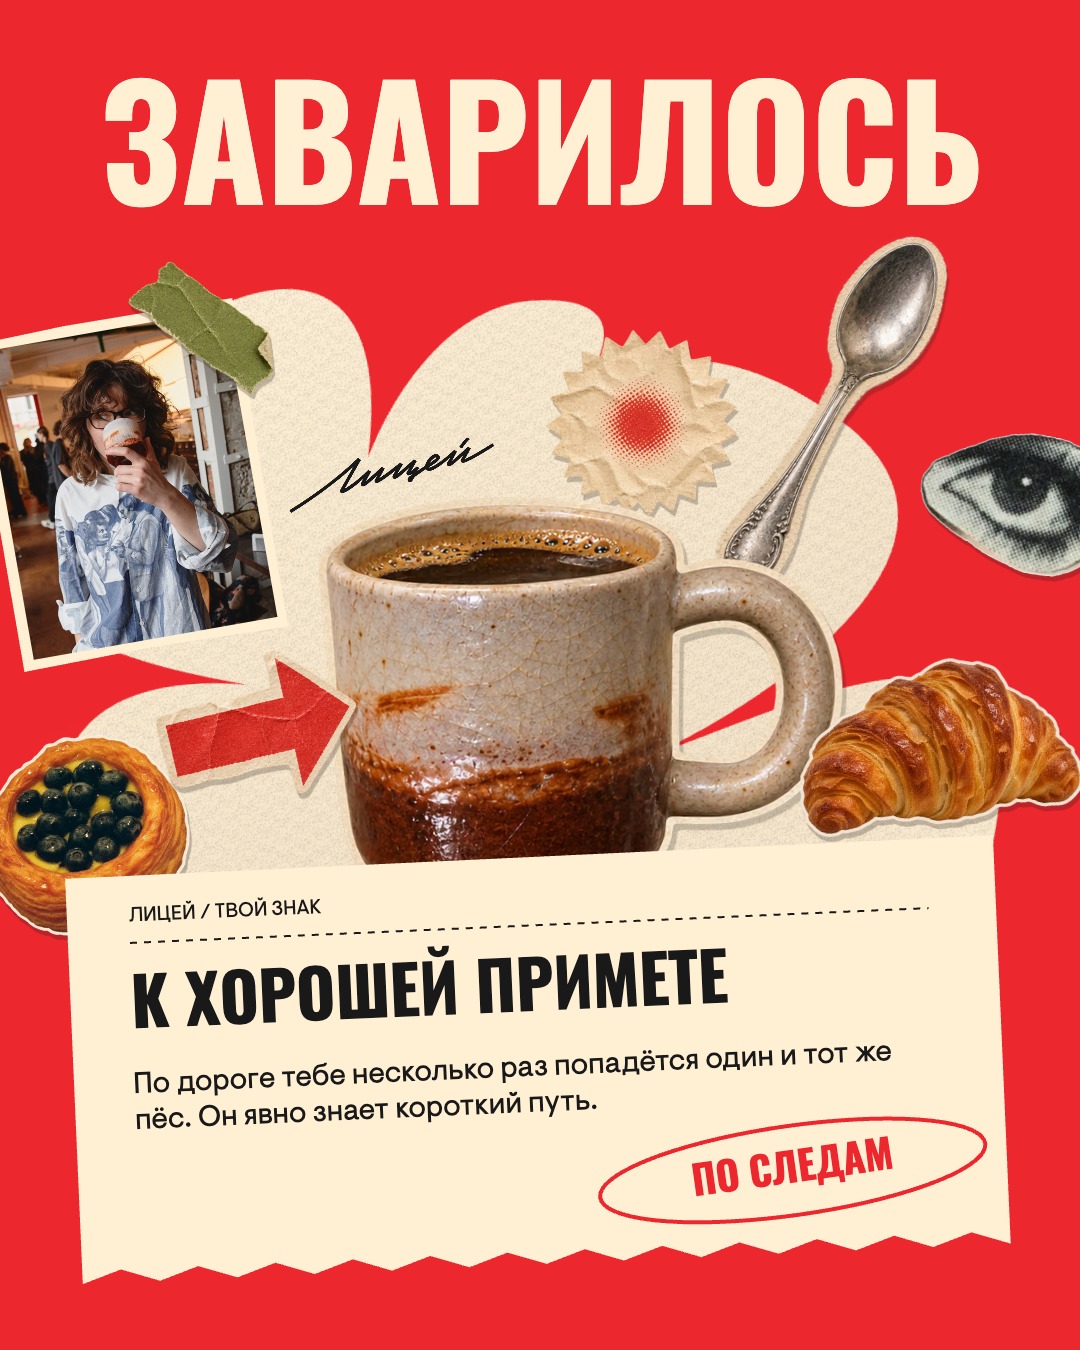 ЗАВАРИЛОСЬ
Лицей
ЛИЦЕЙ / ТВОЙ ЗНАК
К ХОРОШЕЙ ПРИМЕТЕ
По дороге тебе несколько раз попадётся один и тот же
пёс. Он явно знает короткий путь.
ПО СЛЕДАМ